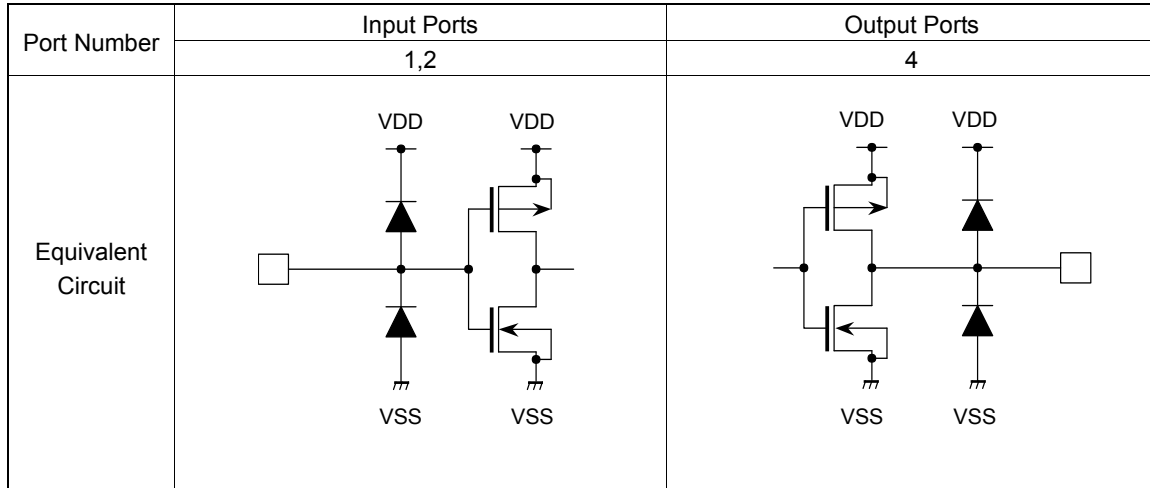 Port Number
Input Ports
Output Ports
1,2
4
Equivalent
Circuit
VDD
VDD
VSS
VSS
VDD
VDD
VSS
VSS